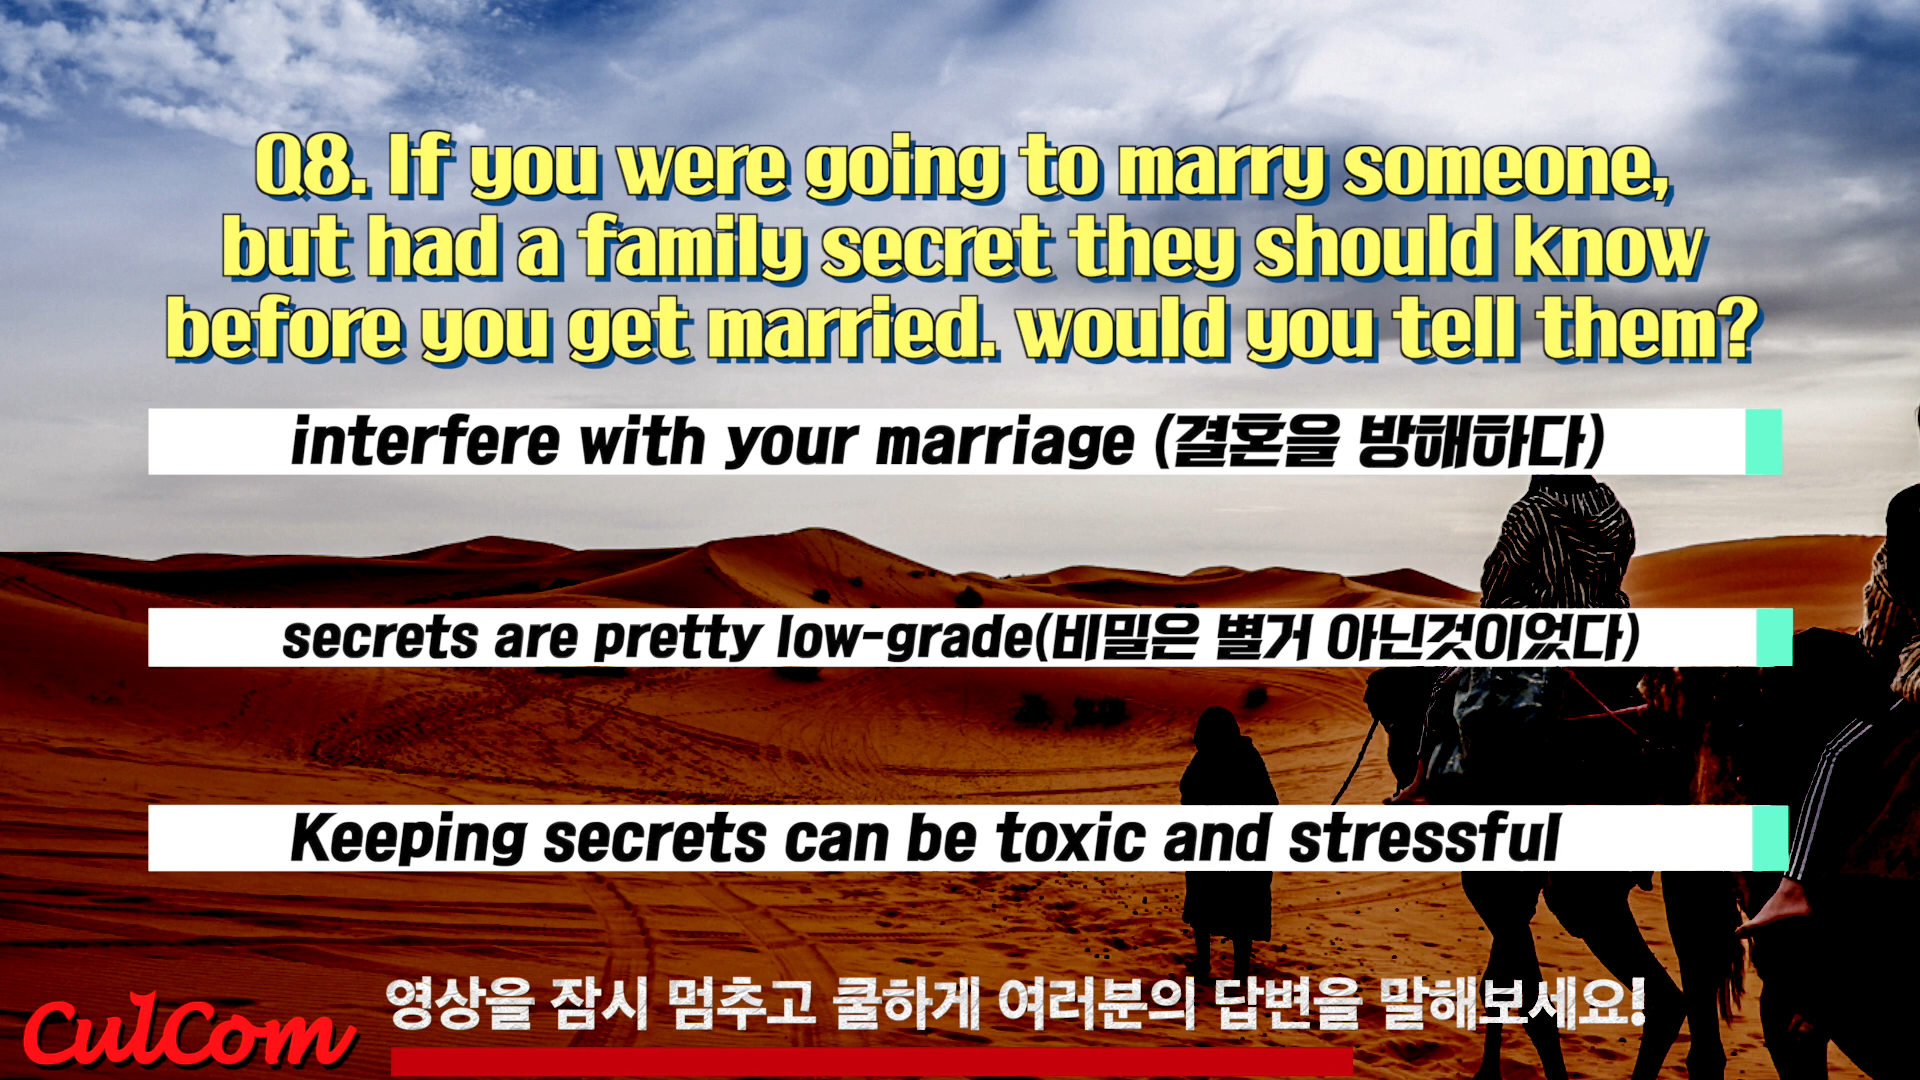 Q8. If you were going to marry someone,
but had a family secret they should know
before you get married. would you tell them?
interfere with your marriage (결혼을 방해하다)
secrets are pretty low-grade(비밀은 별거 아닌것이었다)
Keeping secrets can be toxic and stressful
영상을 잠시 멈추고 쿨하게 여러분의 답변을 말해보세요!
CulCom